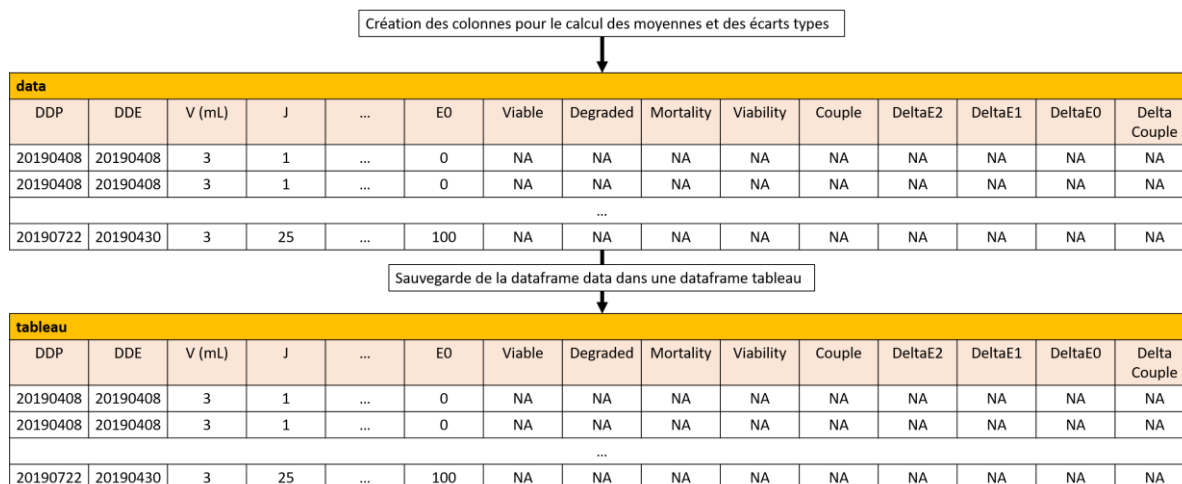 Création des colonnes pour le calcul des moyennes et des écarts types
data
DDP DDE V (mL) J ... E0 Viable Degraded Mortality Viability Couple DeltaE2 DeltaE1 DeltaE0 Delta Couple
20190408 20190408 3 1 ... 0 NA NA NA NA NA NA NA NA NA
20190408 20190408 3 1 ... 0 NA NA NA NA NA NA NA NA NA
...
20190722 20190430 3 25 ... 100 NA NA NA NA NA NA NA NA NA
Sauvegarde de la dataframe data dans une dataframe tableau
tableau
DDP DDE V (mL) J ... E0 Viable Degraded Mortality Viability Couple DeltaE2 DeltaE1 DeltaE0 Delta Couple
20190408 20190408 3 1 ... 0 NA NA NA NA NA NA NA NA NA
20190408 20190408 3 1 ... 0 NA NA NA NA NA NA NA NA NA
...
20190722 20190430 3 25 ... 100 NA NA NA NA NA NA NA NA NA